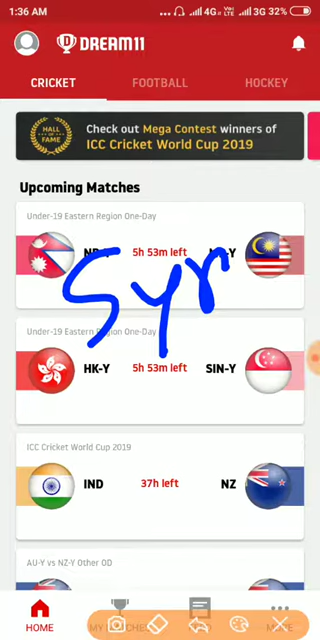 1:36 AM ... 4G Vo) LTE 3G 32%
DREAM11
CRICKET FOOTBALL HOCKEY
HALL OF FAME
Check out Mega Contest winners of
ICC Cricket World Cup 2019
Upcoming Matches
Under-19 Eastern Region One-Day
5h 53m left
5yr
Under-19 Eastern Region One-Day
HK-Y 5h 53m left SIN-Y
ICC Cricket World Cup 2019
IND 37h left NZ
AU-Y vs NZ-Y Other OD
HOME